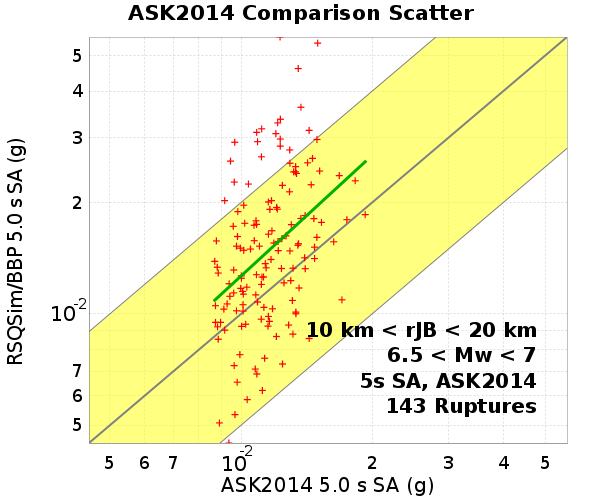 ASK2014 Comparison Scatter
RSQSim/BBP 5.0 s SA (g)
5
4
3
2
10-2
7
6
5
10 km < rJB < 20 km
6.5 < Mw < 7
5s SA, ASK2014
143 Ruptures
5 6 7 10-2 2 3 4 5
ASK2014 5.0 s SA (g)